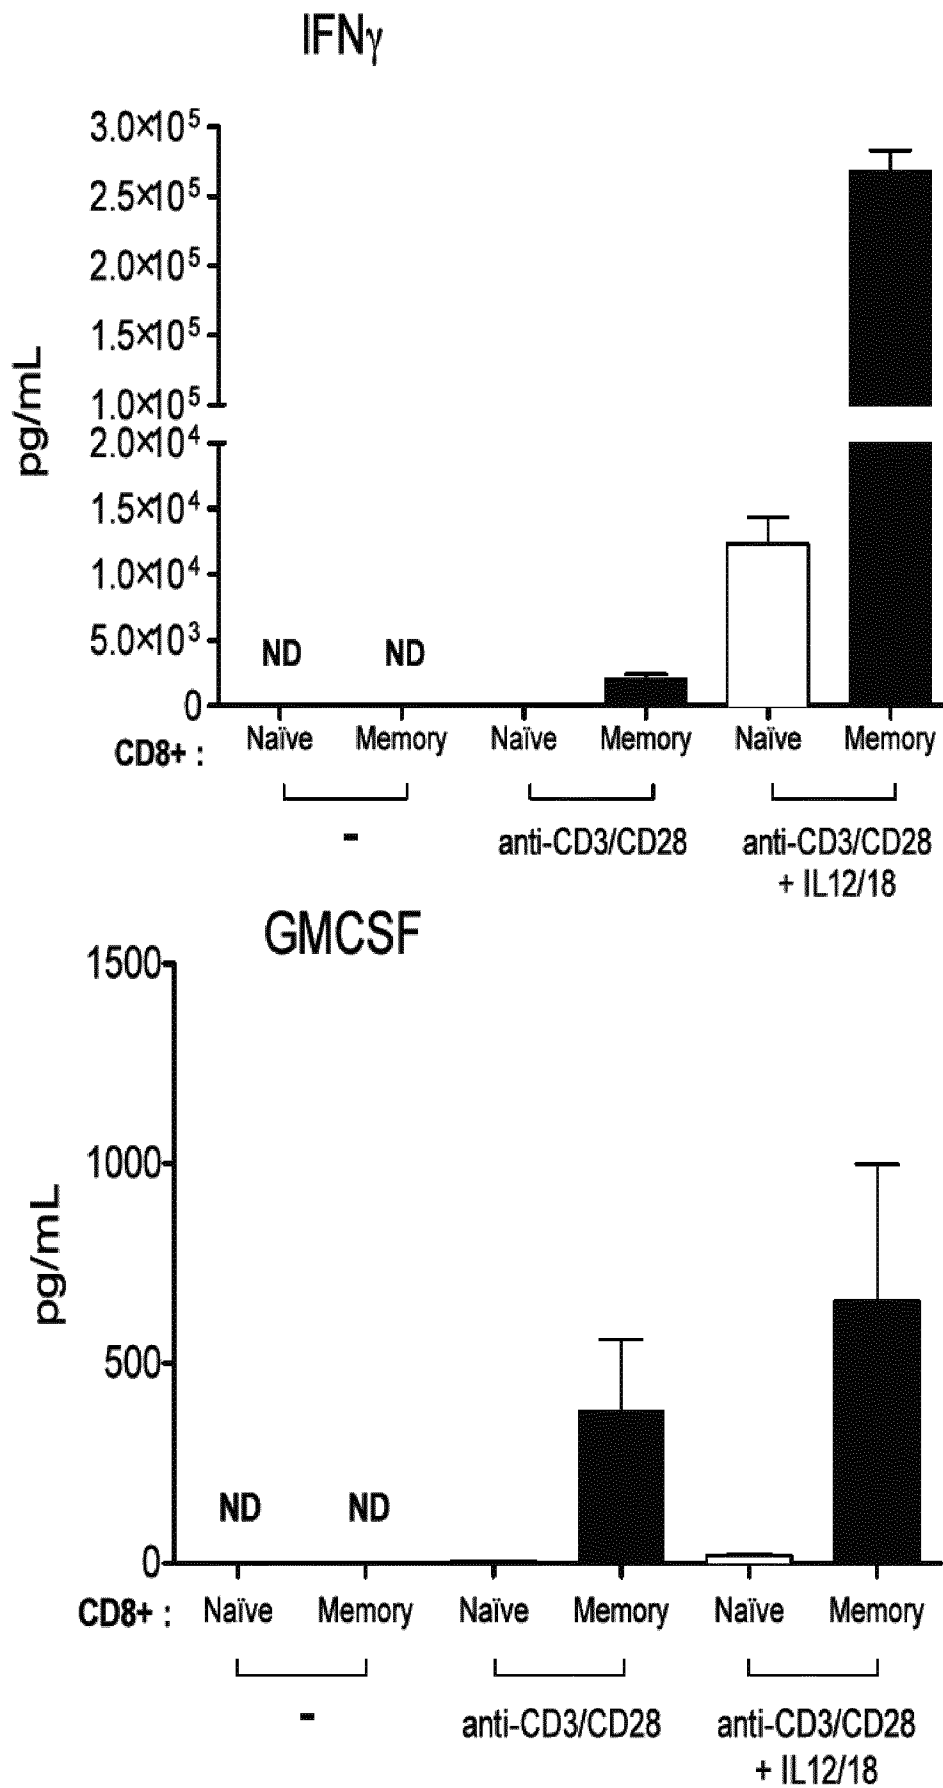 IFNγ
3.0×10⁵
2.5×10⁵
2.0×10⁵
1.5×10⁵
1.0×10⁵
2.0×10⁴
1.5×10⁴
1.0×10⁴
5.0×10³
0
pg/mL
ND ND
CD8+ : Naïve Memory Naïve Memory Naïve Memory
- anti-CD3/CD28 anti-CD3/CD28
+ IL12/18
GMCSF
1500
1000
500
0
pg/mL
ND ND
CD8+ : Naïve Memory Naïve Memory Naïve Memory
- anti-CD3/CD28 anti-CD3/CD28
+ IL12/18